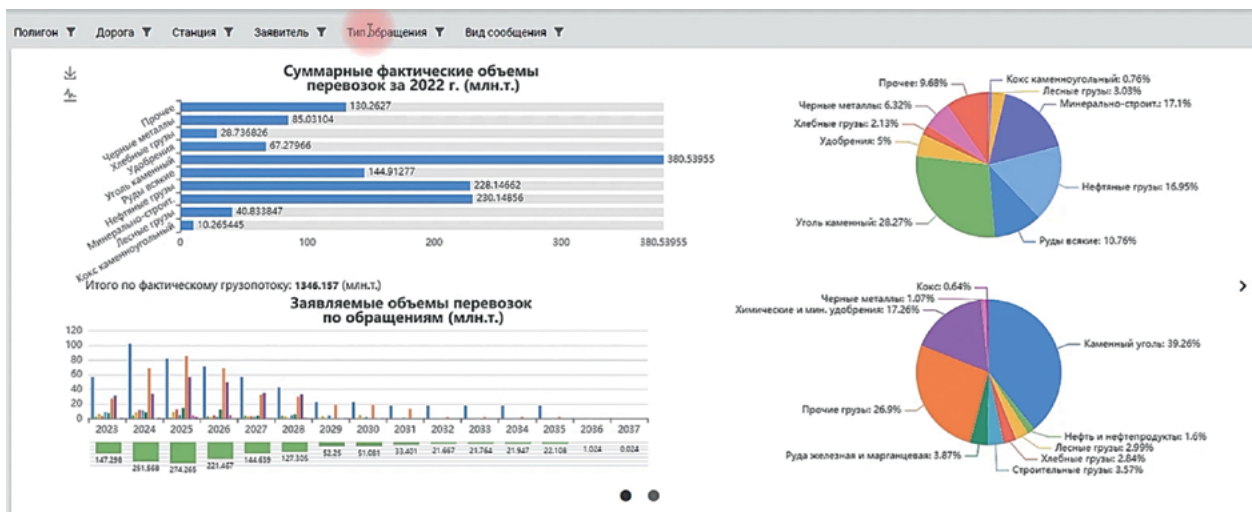 Полигон Дорога Станция Заявитель Тип обращения Вид сообщения
Суммарные фактические объемы
перевозок за 2022 г. (млн.т.)
Прочее 130.2627
Черные металлы 85.03104
Хлебные грузы 28.736826
Удобрения 67.27966
Уголь каменный 380.53955
Руды всякие 144.91277
Нефтяные грузы 228.14662
Минерально-строит. 230.14856
Лесные грузы 40.833847
Кокс каменноугольный 10.265445
0 100 200 300 380.53955
Итого по фактическому грузопотоку: 1346.157 (млн.т.)
Прочее: 9.68%
Кокс каменноугольный: 0.76%
Лесные грузы: 3.03%
Черные металлы: 6.32%
Минерально-строит.: 17.1%
Хлебные грузы: 2.13%
Удобрения: 5%
Нефтяные грузы: 16.95%
Уголь каменный: 28.27%
Руды всякие: 10.76%
Заявляемые объемы перевозок
по обращениям (млн.т.)
120
100
80
60
40
20
0
2023 2024 2025 2026 2027 2028 2029 2030 2031 2032 2033 2034 2035 2036 2037
147.298 251.868 274.265 221.467 144.639 127.305 52.25 51.081 33.401 21.667 21.764 21.947 22.108 1.024 0.024
Кокс: 0.64%
Черные металлы: 1.07%
Химические и мин. удобрения: 17.26%
Каменный уголь: 39.26%
Прочие грузы: 26.9%
Нефть и нефтепродукты: 1.6%
Лесные грузы: 2.99%
Руда железная и марганцевая: 3.87%
Хлебные грузы: 2.84%
Строительные грузы: 3.57%